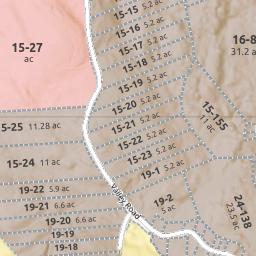 15-15 5.2 ac
15-16 5.2 ac
15-17 5.2 ac
15-18 5.2 ac
15-19 5.2 ac
15-20 5.2 ac
15-21 5.2 ac
15-22 5.2 ac
15-23 5.2 ac
19-1 5.2 ac
15-27
ac
16-8
31.2 a
15-155
11 ac
5-25 11.28 ac
15-24 11 ac
19-22 5.9 ac
19-21 6.6 ac
19-20 6.6 ac
19-19
19-18
Valley Road
19-2
5 ac
24-138
23.5 ac